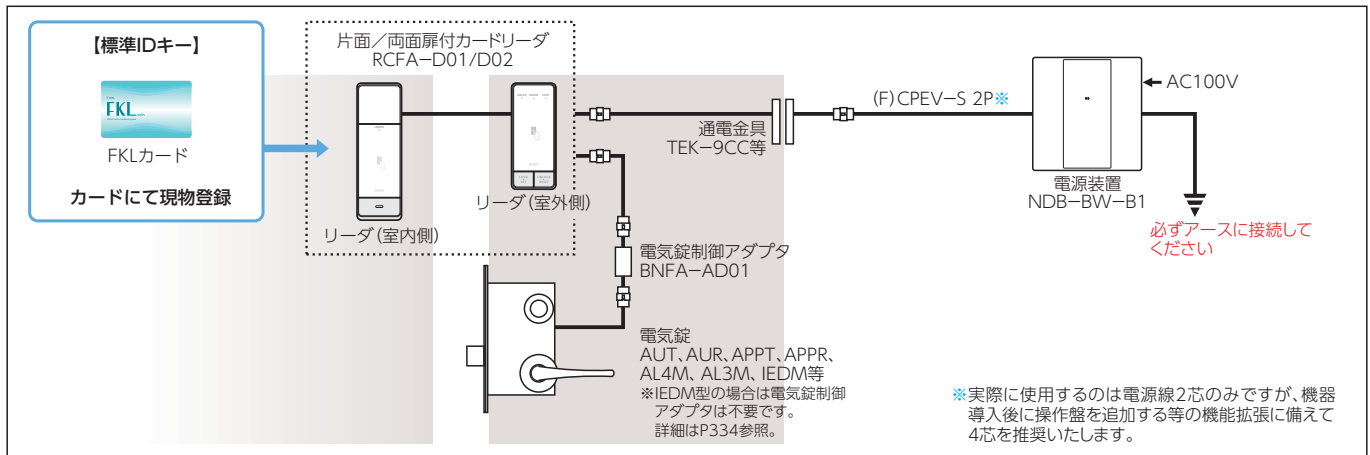 【標準IDキー】
FKL
FKLカード
カードにて現物登録
片面／両面扉付カードリーダ
RCFA-D01/D02
リーダ（室内側）
リーダ（室外側）
通電金具
TEK-9CC等
(F)CPEV-S 2P※
AC100V
電源装置
NDB-BW-B1
必ずアースに接続して
ください
電気錠制御アダプタ
BNFA-AD01
電気錠
AUT、AUR、APPT、APPR、
AL4M、AL3M、IEDM等
※IEDM型の場合は電気錠制御
アダプタは不要です。
詳細はP334参照。
※実際に使用するのは電源線2芯のみですが、機器
導入後に操作盤を追加する等の機能拡張に備えて
4芯を推奨いたします。